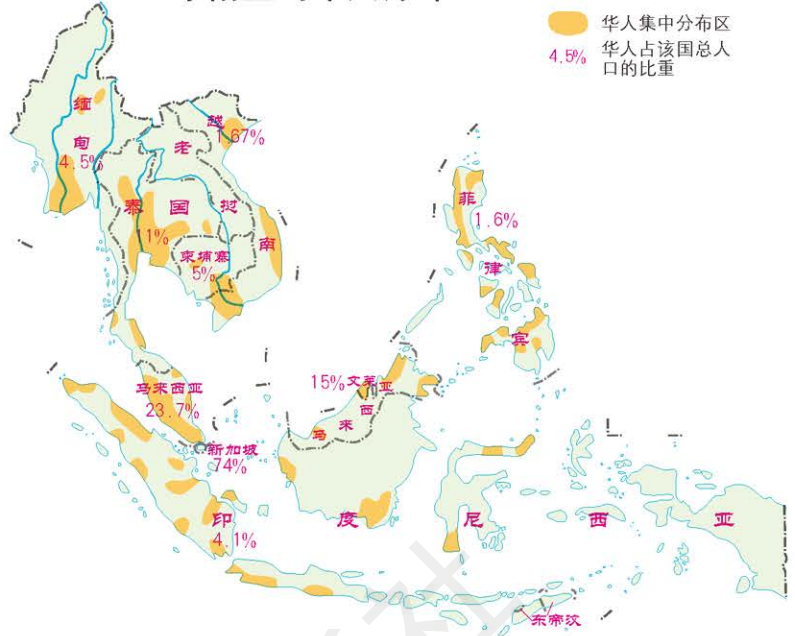 华人集中分布区
4.5% 华人占该国总人
口的比重
缅
甸
4.5%
越
1.67%
老
泰 国 挝
11%
南
柬埔寨
5%
菲
1.6%
律
宾
马来西亚
23.7%
15% 文莱
亚
西
来
马
新加坡
74%
印 度 尼 西 亚
4.1%
东帝汶